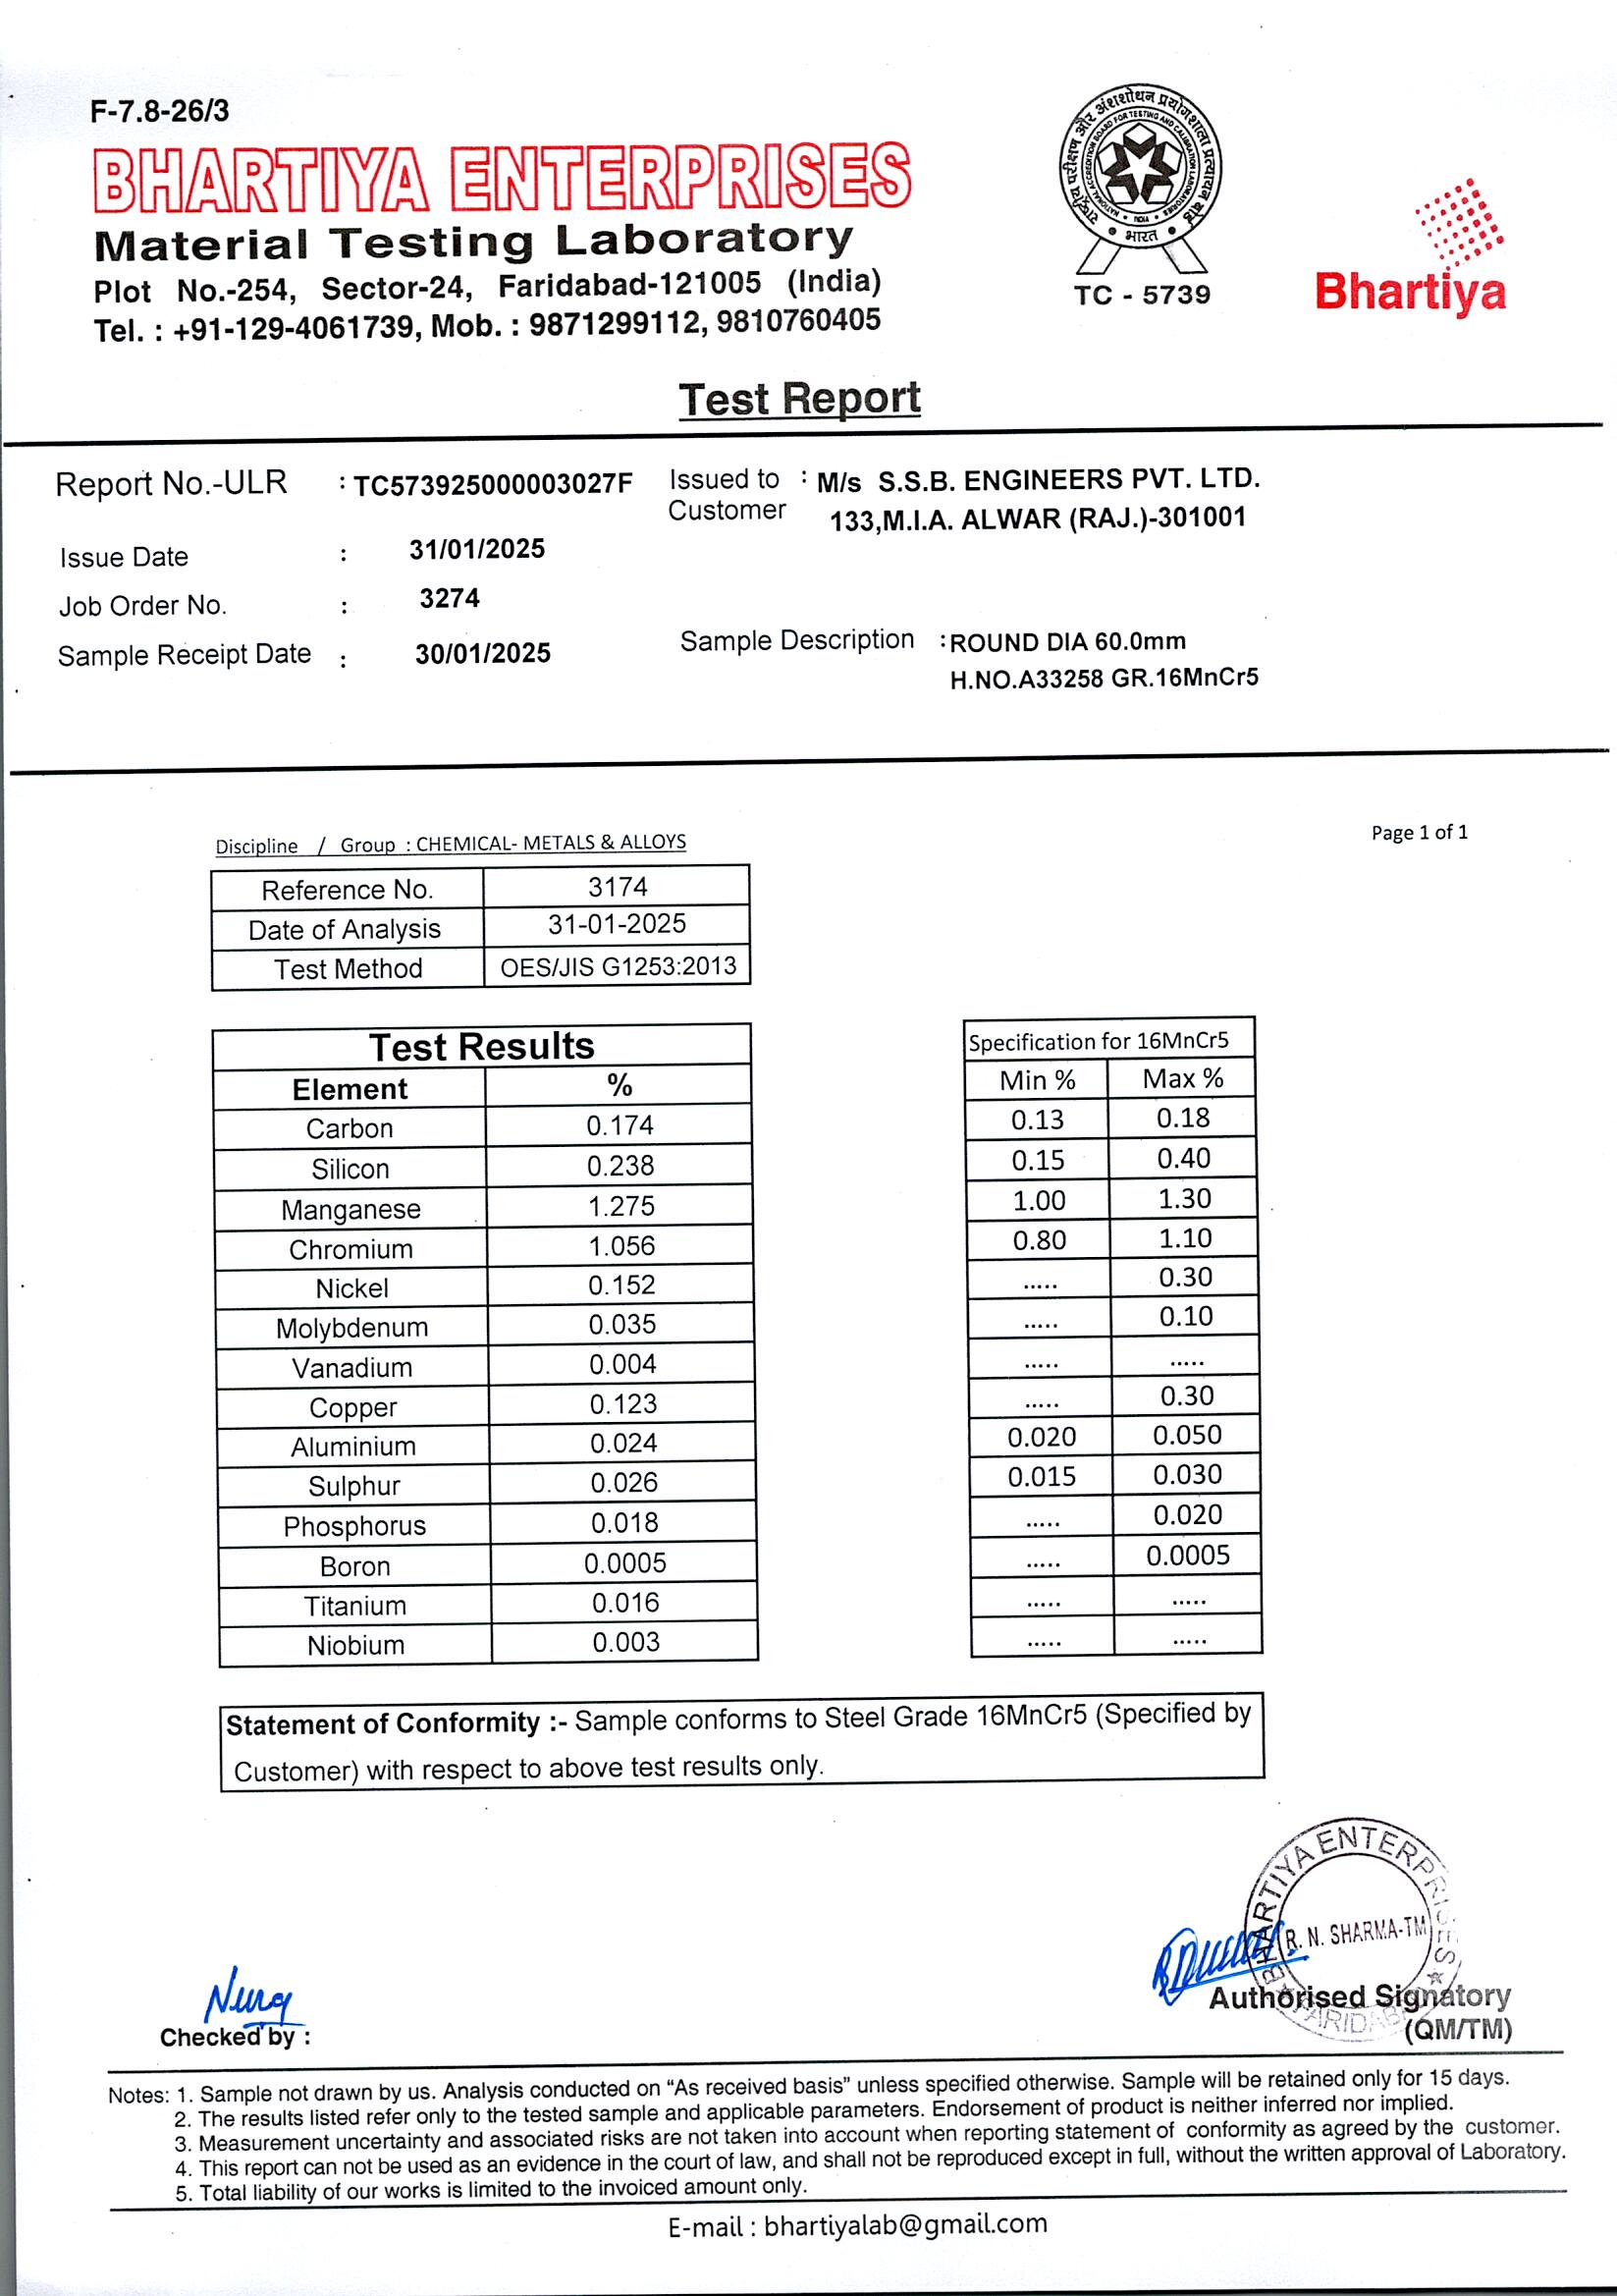 F-7.8-26/3
BHARTIYA ENTERPRISES
Material Testing Laboratory
Plot No.-254, Sector-24, Faridabad-121005 (India)
Tel. : +91-129-4061739, Mob. : 9871299112, 9810760405
राष्ट्रीय परीक्षण और अंशशोधन प्रयोगशाला प्रत्यायन बोर्ड
NATIONAL ACCREDITATION BOARD FOR TESTING AND CALIBRATION LABORATORIES
INDIA
भारत
TC - 5739
Bhartiya
Test Report
Report No.-ULR : TC573925000003027F Issued to : M/s S.S.B. ENGINEERS PVT. LTD.
Customer 133,M.I.A. ALWAR (RAJ.)-301001
Issue Date : 31/01/2025
Job Order No. : 3274
Sample Receipt Date : 30/01/2025 Sample Description : ROUND DIA 60.0mm
H.NO.A33258 GR.16MnCr5
Discipline / Group : CHEMICAL- METALS & ALLOYS Page 1 of 1
Reference No. 3174
Date of Analysis 31-01-2025
Test Method OES/JIS G1253:2013
Test Results Specification for 16MnCr5
Element % Min % Max %
Carbon 0.174 0.13 0.18
Silicon 0.238 0.15 0.40
Manganese 1.275 1.00 1.30
Chromium 1.056 0.80 1.10
Nickel 0.152 ..... 0.30
Molybdenum 0.035 ..... 0.10
Vanadium 0.004 ..... .....
Copper 0.123 ..... 0.30
Aluminium 0.024 0.020 0.050
Sulphur 0.026 0.015 0.030
Phosphorus 0.018 ..... 0.020
Boron 0.0005 ..... 0.0005
Titanium 0.016 ..... .....
Niobium 0.003 ..... .....
Statement of Conformity :- Sample conforms to Steel Grade 16MnCr5 (Specified by
Customer) with respect to above test results only.
BHARTIYA ENTERPRISES
R. N. SHARMA-TM
FARIDABAD
Checked by :
Authorised Signatory
(QM/TM)
Notes: 1. Sample not drawn by us. Analysis conducted on “As received basis” unless specified otherwise. Sample will be retained only for 15 days.
2. The results listed refer only to the tested sample and applicable parameters. Endorsement of product is neither inferred nor implied.
3. Measurement uncertainty and associated risks are not taken into account when reporting statement of conformity as agreed by the customer.
4. This report can not be used as an evidence in the court of law, and shall not be reproduced except in full, without the written approval of Laboratory.
5. Total liability of our works is limited to the invoiced amount only.
E-mail : bhartiyalab@gmail.com